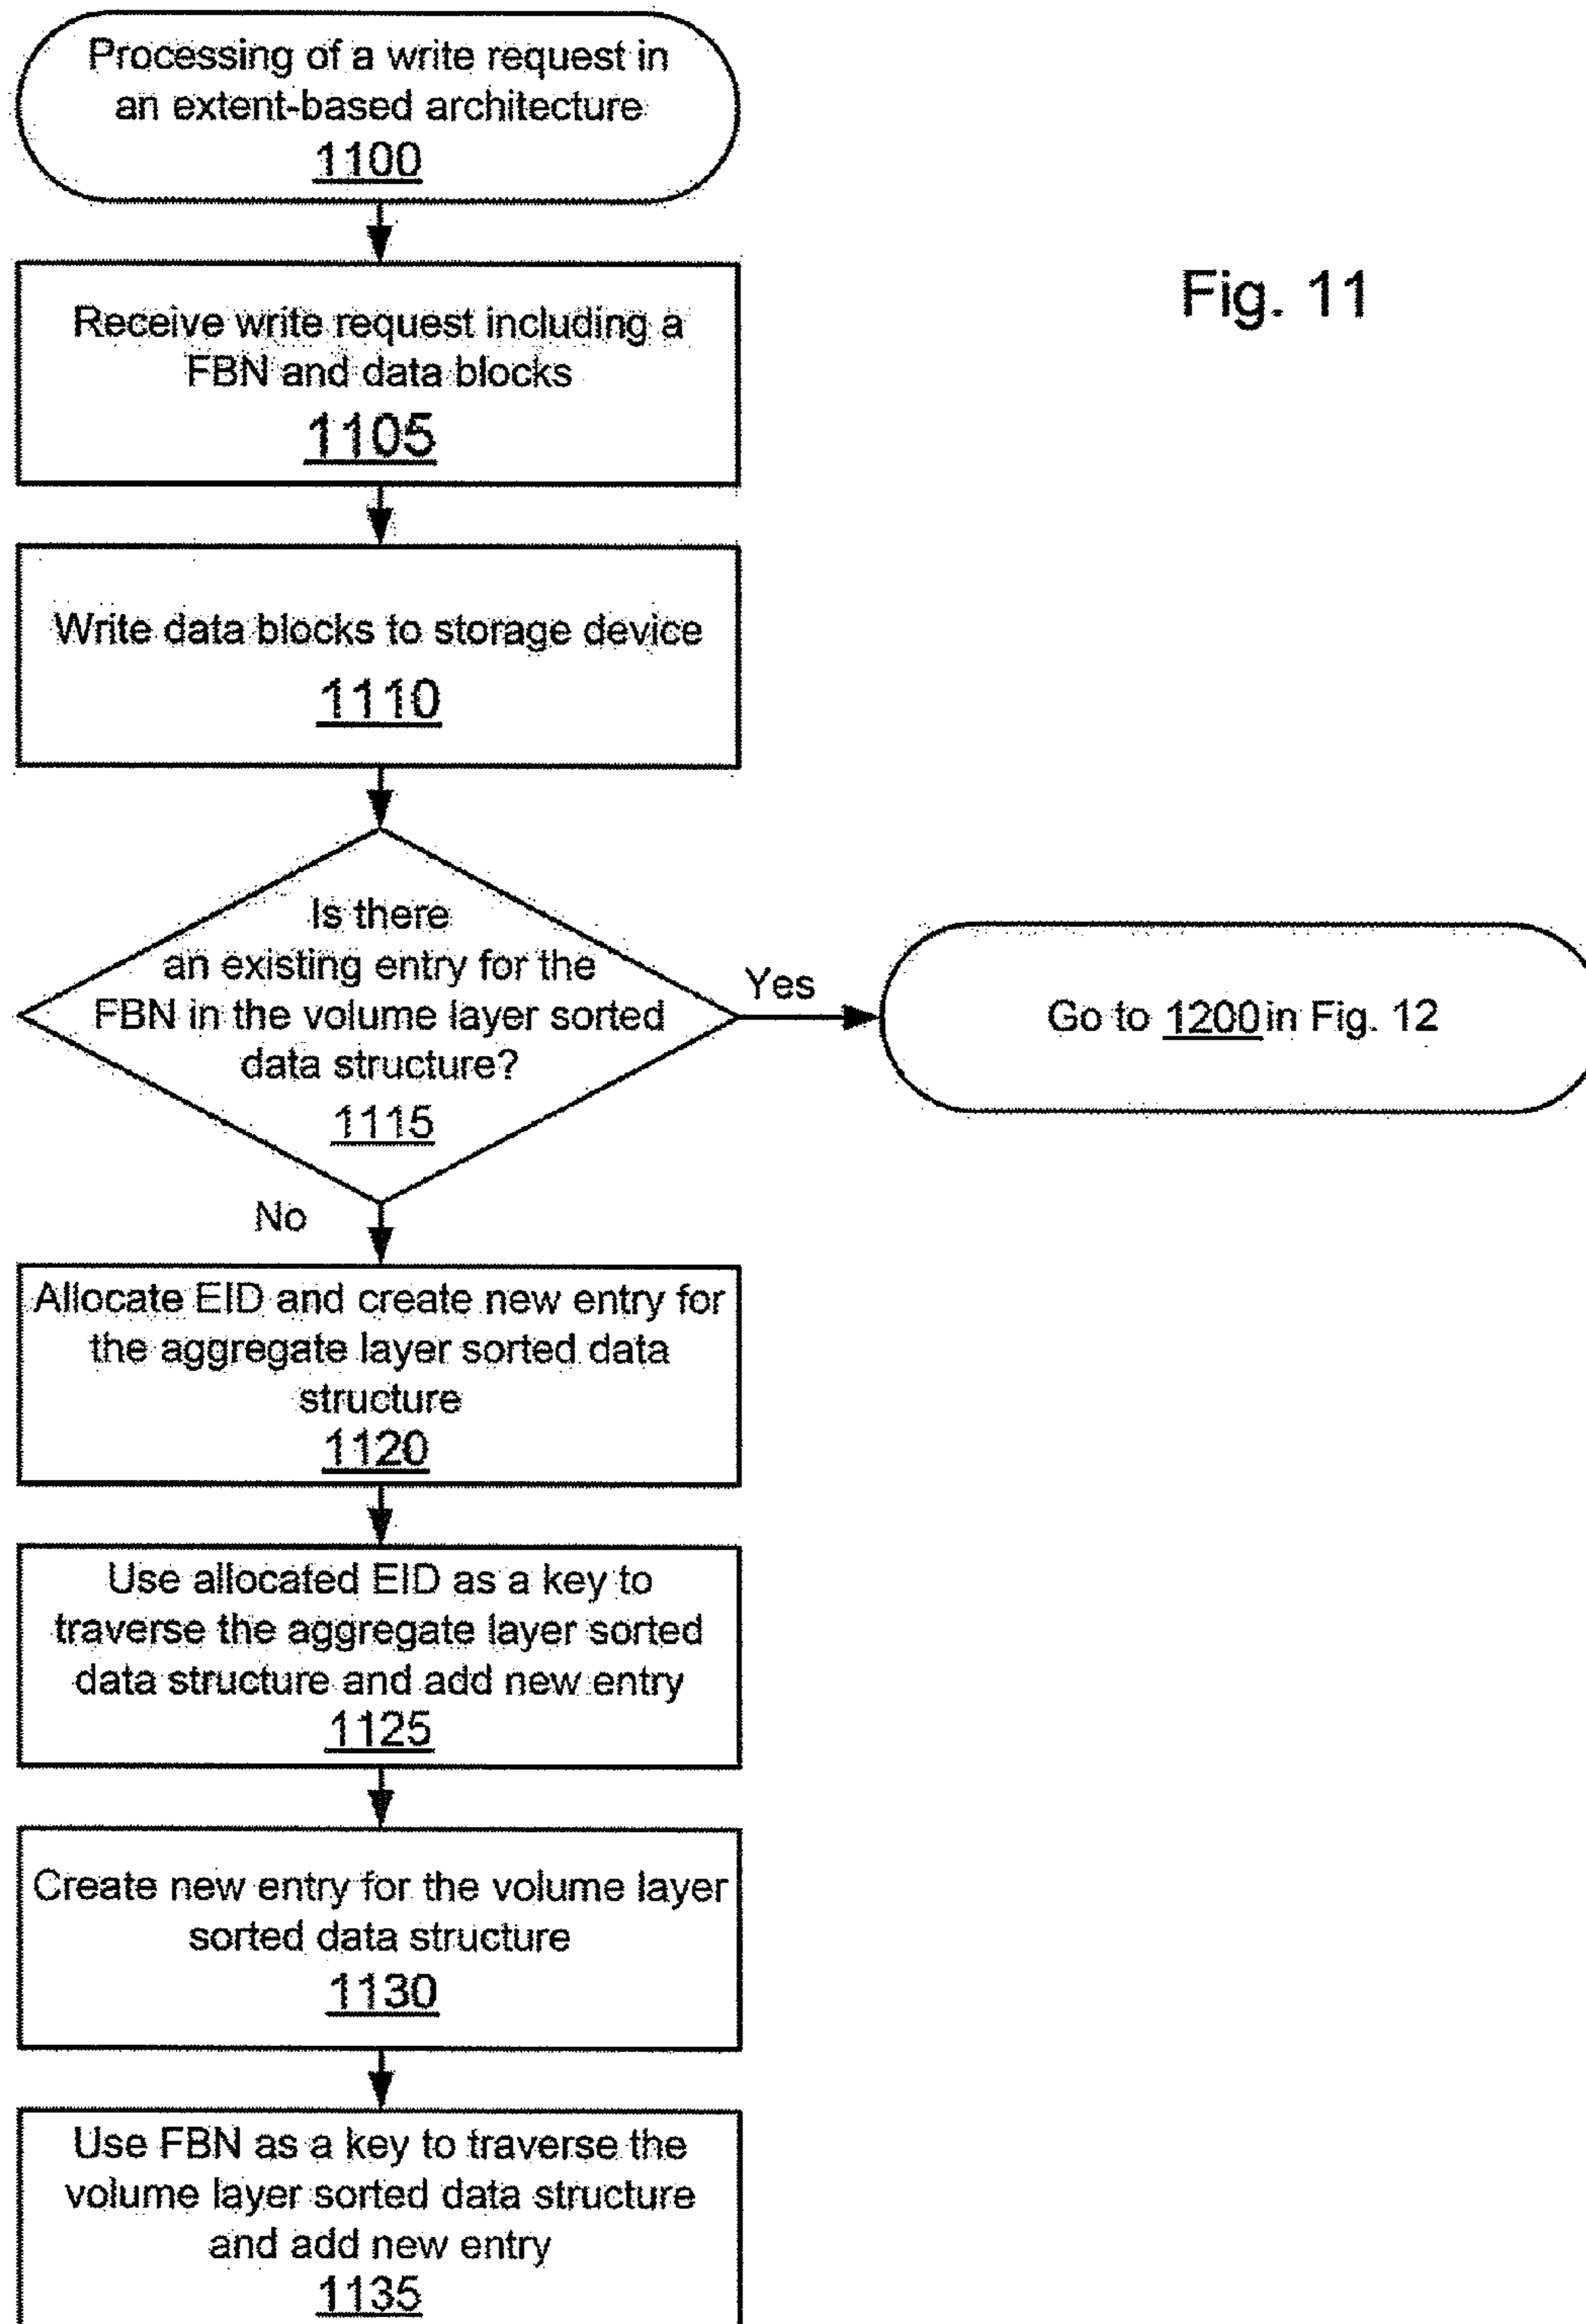 Processing of a write request in
an extent-based architecture
1100
Fig. 11
Receive write request including a
FBN and data blocks
1105
Write data blocks to storage device
1110
Is there
an existing entry for the
FBN in the volume layer sorted
data structure?
1115
Yes
Go to 1200 in Fig. 12
No
Allocate EID and create new entry for
the aggregate layer sorted data
structure
1120
Use allocated EID as a key to
traverse the aggregate layer sorted
data structure and add new entry
1125
Create new entry for the volume layer
sorted data structure
1130
Use FBN as a key to traverse the
volume layer sorted data structure
and add new entry
1135